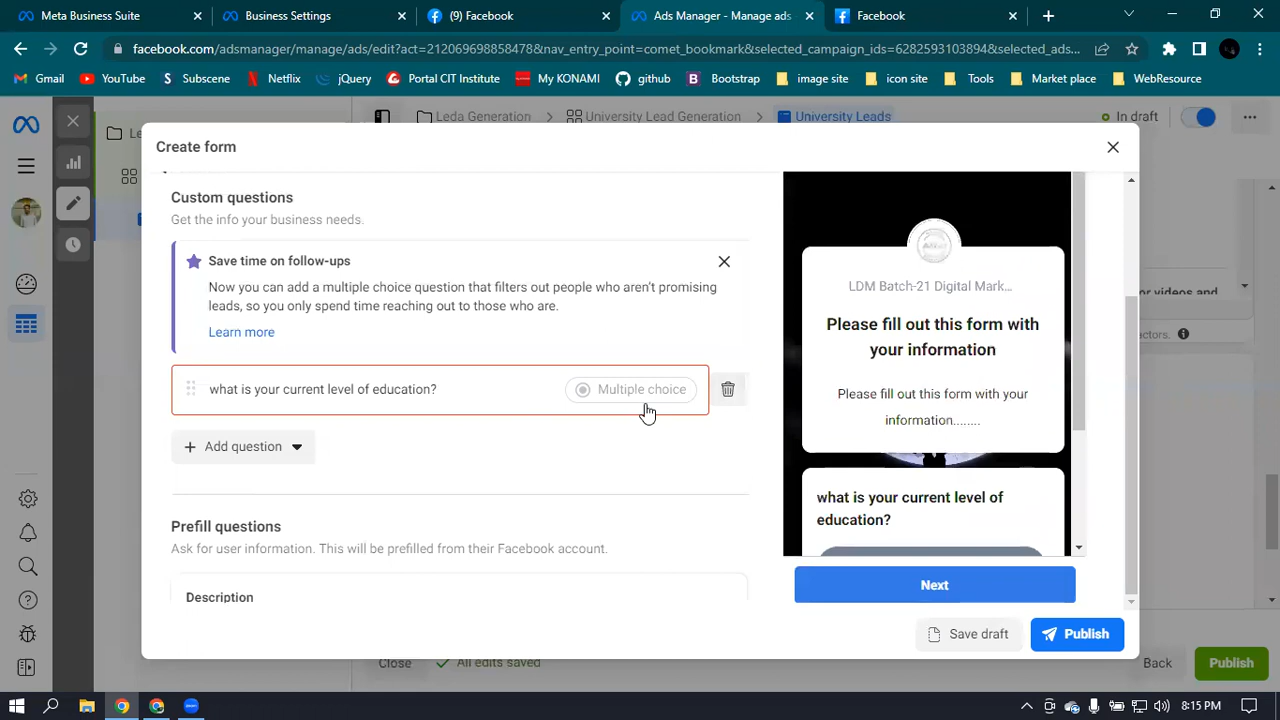 Meta Business Suite
Business Settings
(9) Facebook
Ads Manager - Manage ads
Facebook
facebook.com/adsmanager/manage/ads/edit?act=212069698858478&nav_entry_point=comet_bookmark&selected_campaign_ids=62825931038948&selected_ads...
Gmail
YouTube
Subscene
Netflix
jQuery
Portal CIT Institute
My KONAMI
github
Bootstrap
image site
icon site
Tools
Market place
WebResource
Leda Generation
University Lead Generation
University Leads
In draft
Create form
Custom questions
Get the info your business needs.
Save time on follow-ups
Now you can add a multiple choice question that filters out people who aren't promising
leads, so you only spend time reaching out to those who are.
Learn more
what is your current level of education?
Multiple choice
Add question
Prefill questions
Ask for user information. This will be prefilled from their Facebook account.
Description
LDM Batch-21 Digital Mark...
Please fill out this form with
your information
Please fill out this form with your
information........
what is your current level of
education?
Next
Save draft
Publish
or videos and
actors.
Close
All edits saved
Back
Publish
8:15 PM